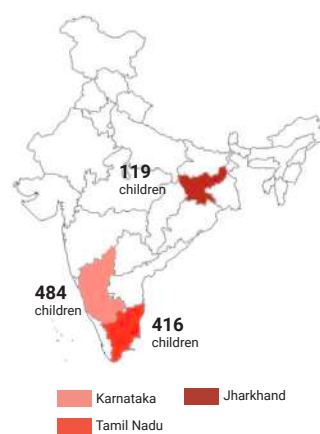 119
children
484
children
416
children
Karnataka
Jharkhand
Tamil Nadu